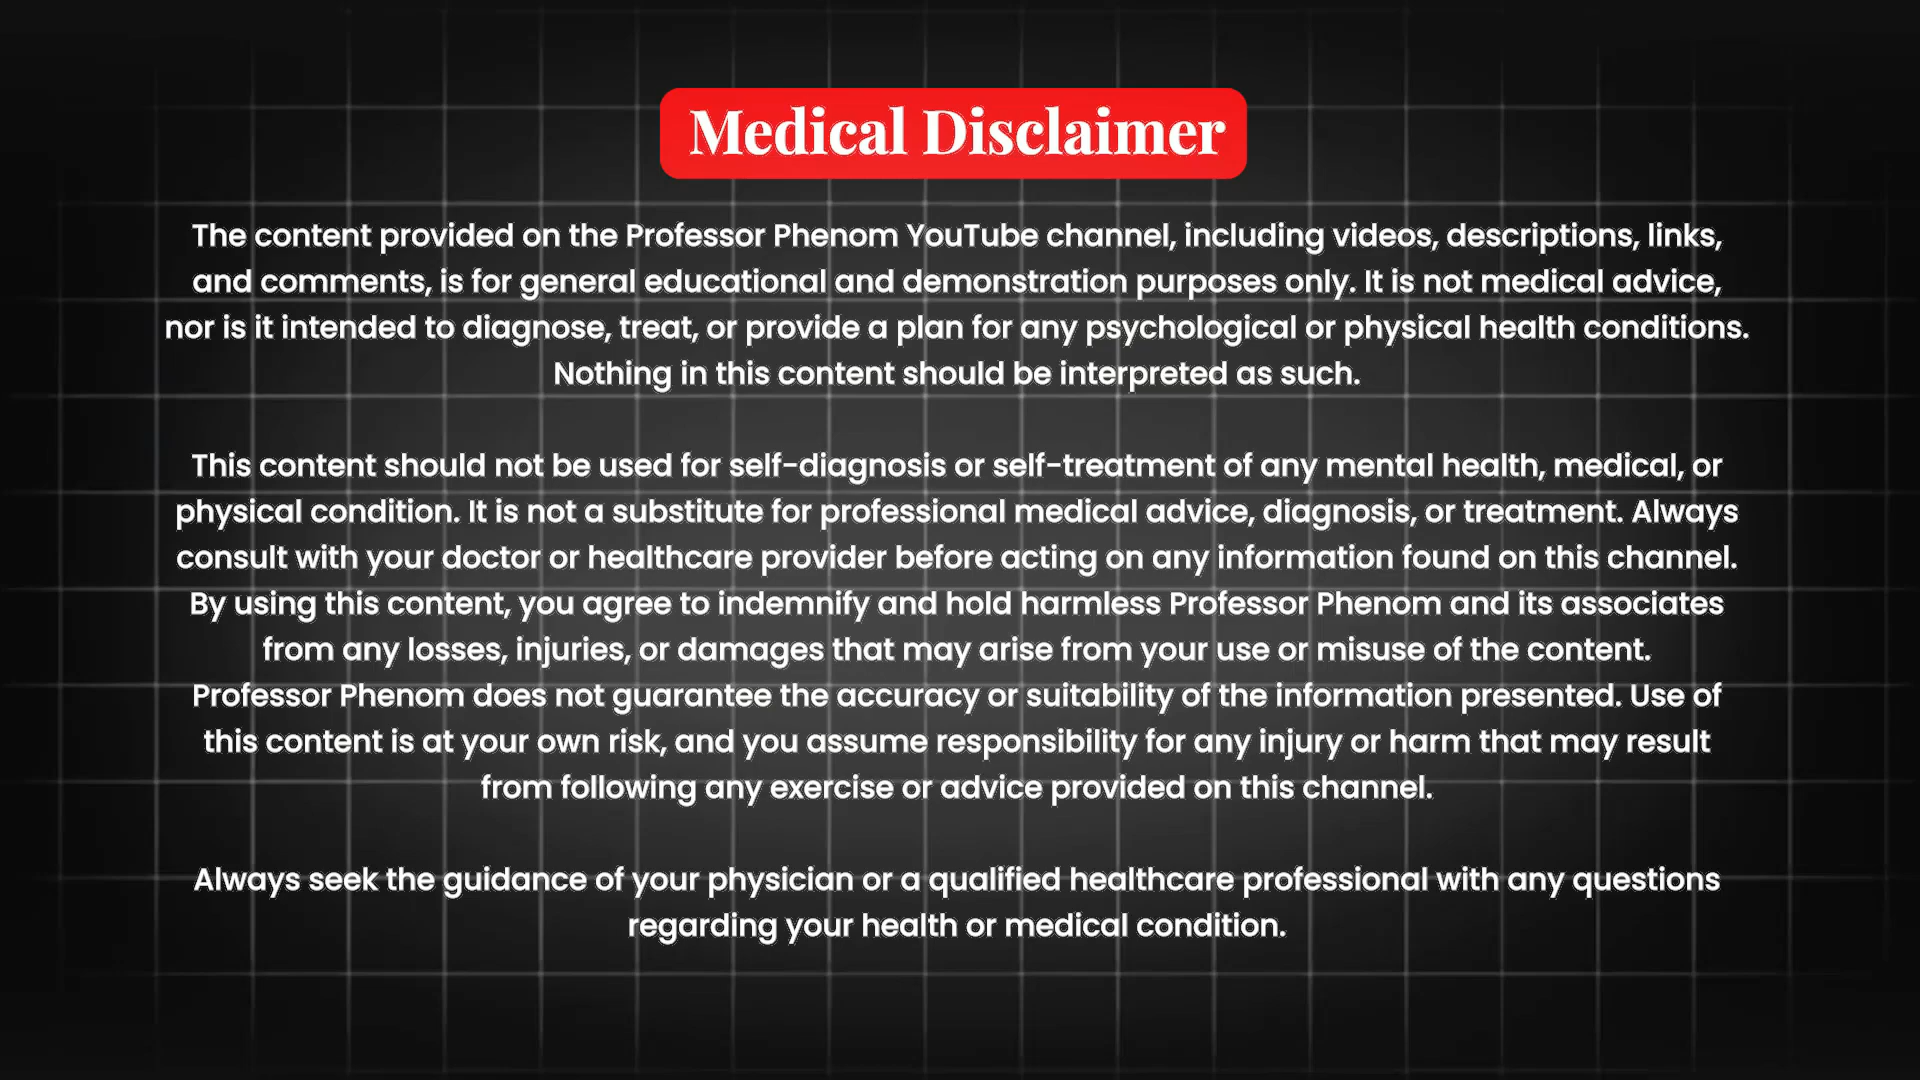 Medical Disclaimer
The content provided on the Professor Phenom YouTube channel, including videos, descriptions, links,
and comments, is for general educational and demonstration purposes only. It is not medical advice,
nor is it intended to diagnose, treat, or provide a plan for any psychological or physical health conditions.
Nothing in this content should be interpreted as such.
This content should not be used for self-diagnosis or self-treatment of any mental health, medical, or
physical condition. It is not a substitute for professional medical advice, diagnosis, or treatment. Always
consult with your doctor or healthcare provider before acting on any information found on this channel.
By using this content, you agree to indemnify and hold harmless Professor Phenom and its associates
from any losses, injuries, or damages that may arise from your use or misuse of the content.
Professor Phenom does not guarantee the accuracy or suitability of the information presented. Use of
this content is at your own risk, and you assume responsibility for any injury or harm that may result
from following any exercise or advice provided on this channel.
Always seek the guidance of your physician or a qualified healthcare professional with any questions
regarding your health or medical condition.